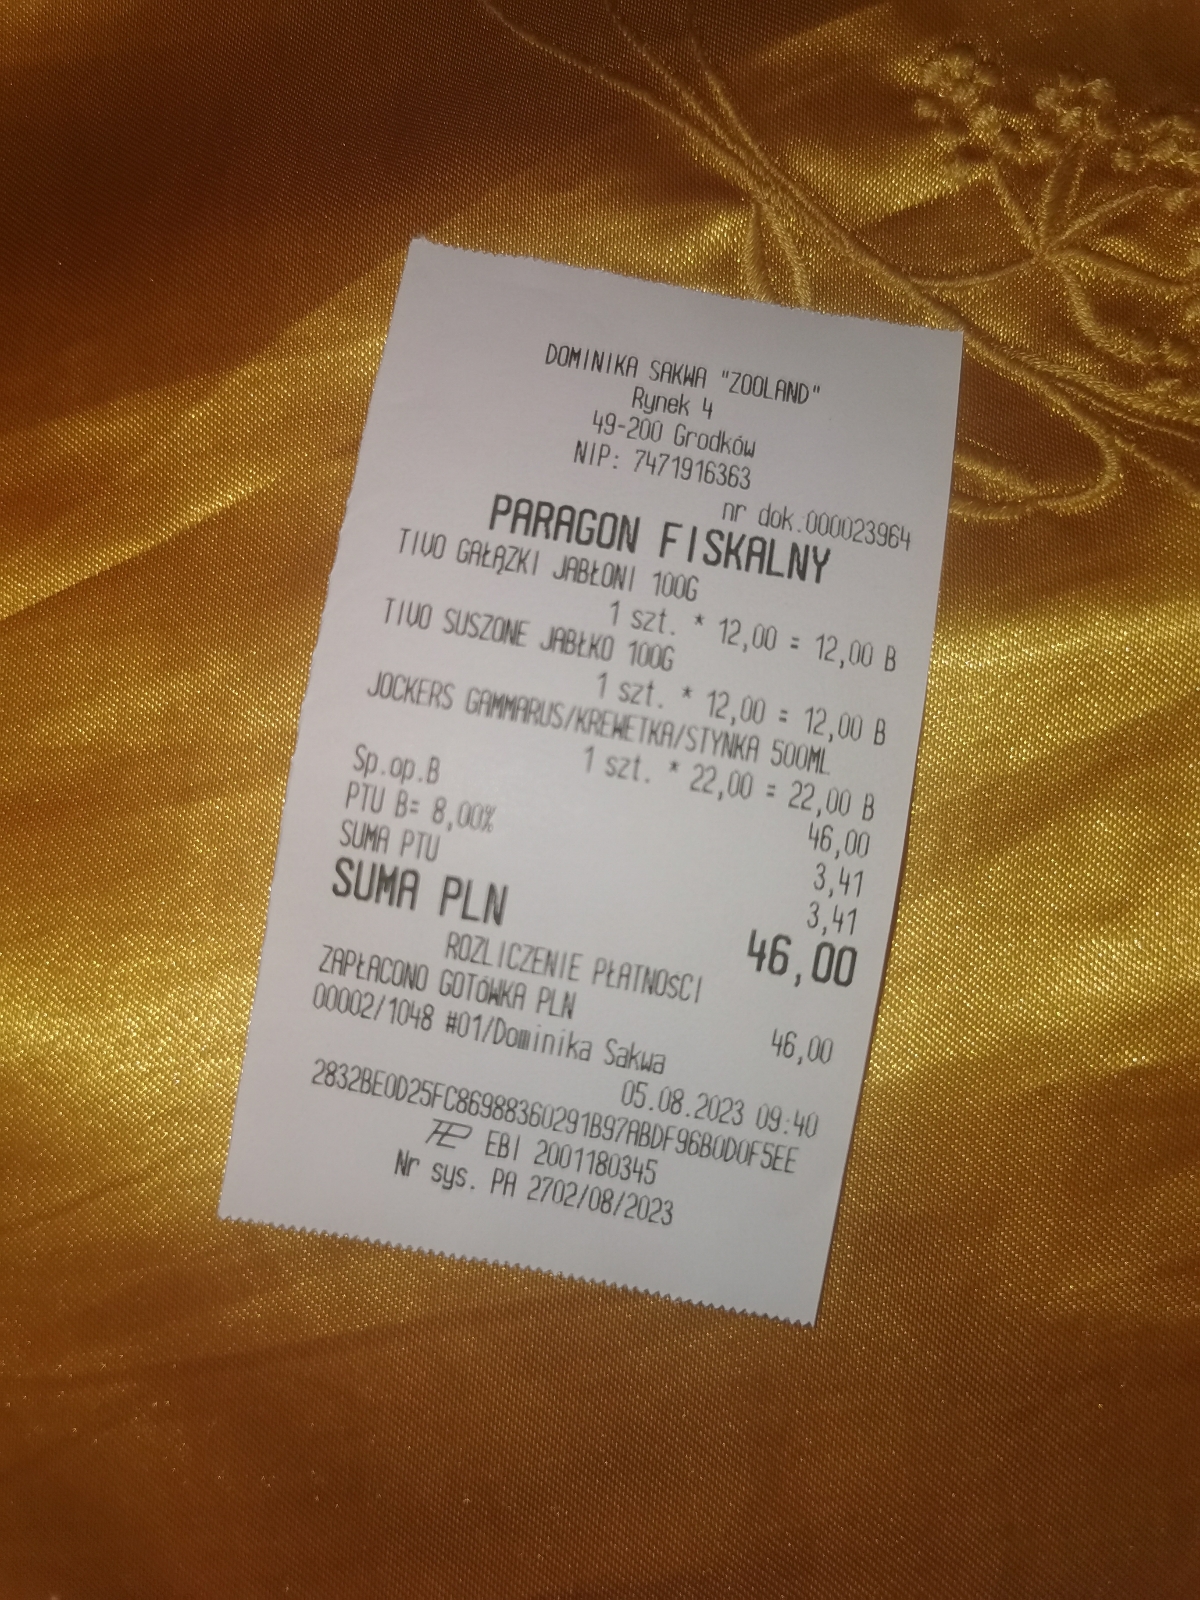 DOMINIKA SAKWA "ZOOLAND"
Rynek 4
49-200 Grodków
NIP: 7471916363
nr dok.000023964
PARAGON FISKALNY
TIVO GAŁĄZKI JABŁONI 100G
1 szt. * 12,00 = 12,00 B
TIVO SUSZONE JABŁKO 100G
1 szt. * 12,00 = 12,00 B
JOCKERS GAMMARUS/KREWETKA/STYNKA 500ML
1 szt. * 22,00 = 22,00 B
Sp.op.B 46,00
PTU B= 8,00% 3,41
SUMA PTU 3,41
SUMA PLN 46,00
ROZLICZENIE PŁATNOŚCI
ZAPŁACONO GOTÓWKA PLN 46,00
00002/1048 #01/Dominika Sakwa
05.08.2023 09:40
2832BE0D25FC86988360291B97ABDF96B0D0F5EE
EBI 2001180345
Nr sys. PA 2702/08/2023